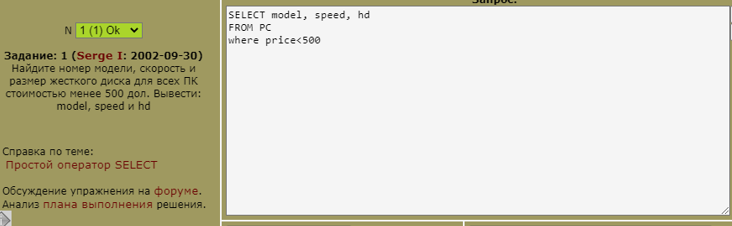 Запрос:
N 1 (1) Ok
Задание: 1 (Serge I: 2002-09-30)
Найдите номер модели, скорость и
размер жесткого диска для всех ПК
стоимостью менее 500 дол. Вывести:
model, speed и hd
Справка по теме:
Простой оператор SELECT
Обсуждение упражнения на форуме.
Анализ плана выполнения решения.
SELECT model, speed, hd
FROM PC
where price<500